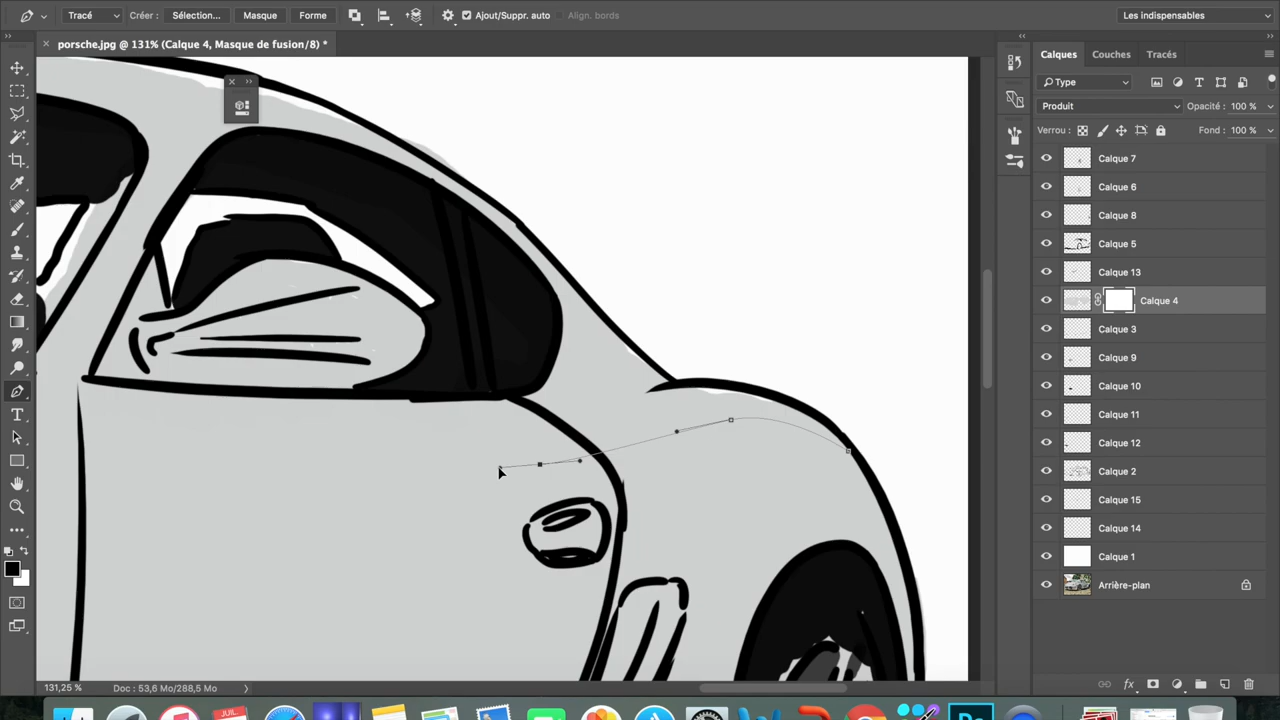 Tracé
Créer :
Sélection...
Masque
Forme
Ajout/Suppr. auto
Align. bords
Les indispensables
porsche.jpg @ 131% (Calque 4, Masque de fusion/8) *
Calques
Couches
Tracés
Type
Produit
Opacité : 100 %
Verrou :
Fond : 100 %
Calque 7
Calque 6
Calque 8
Calque 5
Calque 13
Calque 4
Calque 3
Calque 9
Calque 10
Calque 11
Calque 12
Calque 2
Calque 15
Calque 14
Calque 1
Arrière-plan
131,25 %
Doc : 53,6 Mo/288,5 Mo
fx
Ps